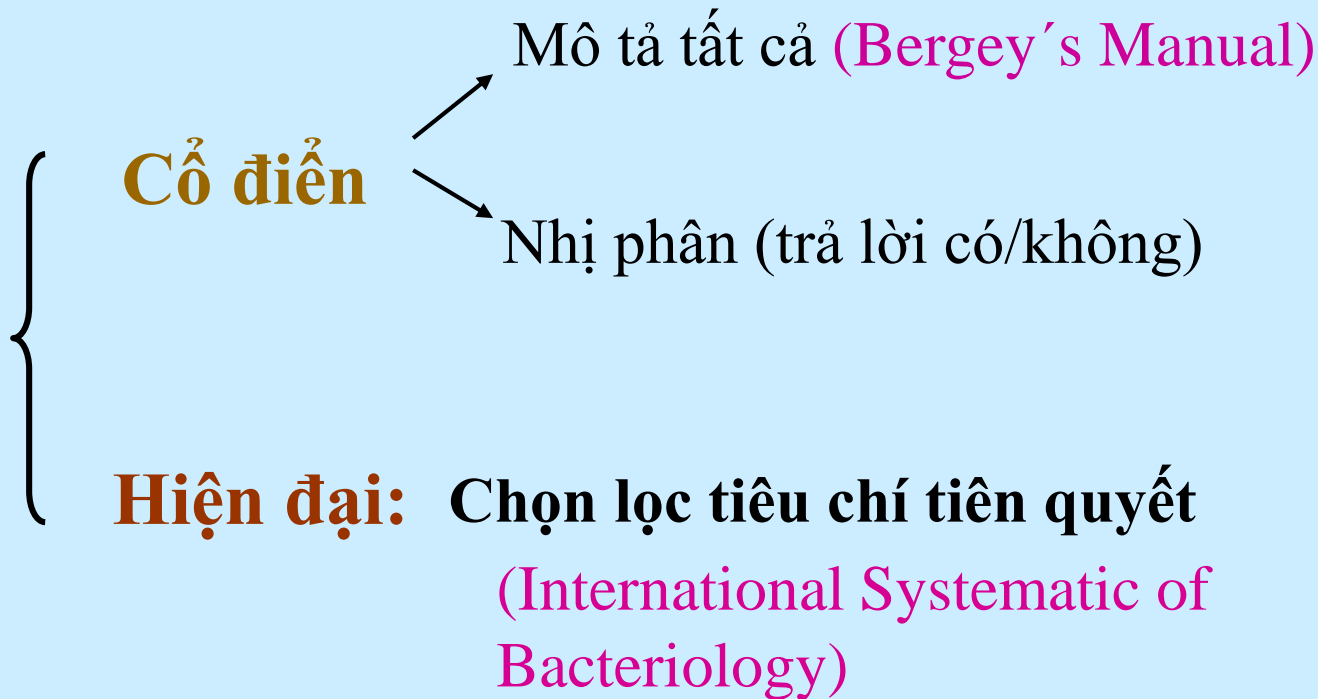 Mô tả tất cả (Bergey´s Manual)
Cổ điển
Nhị phân (trả lời có/không)
Hiện đại: Chọn lọc tiêu chí tiên quyết
(International Systematic of
Bacteriology)